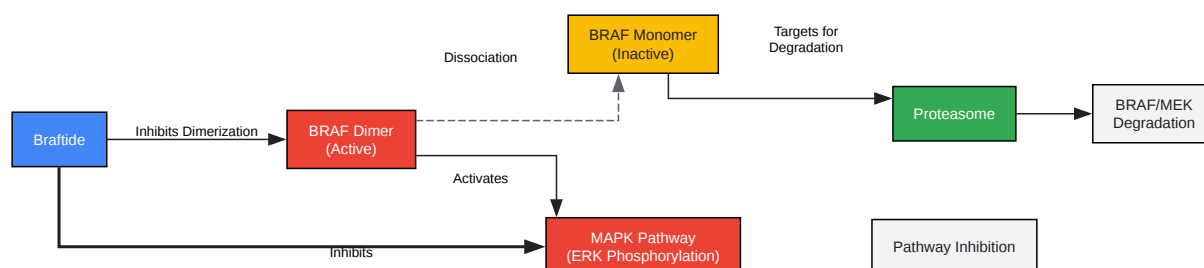 Braftide
Inhibits Dimerization
BRAF Dimer
(Active)
Dissociation
BRAF Monomer
(Inactive)
Targets for
Degradation
Proteasome
BRAF/MEK
Degradation
Activates
Inhibits
MAPK Pathway
(ERK Phosphorylation)
Pathway Inhibition